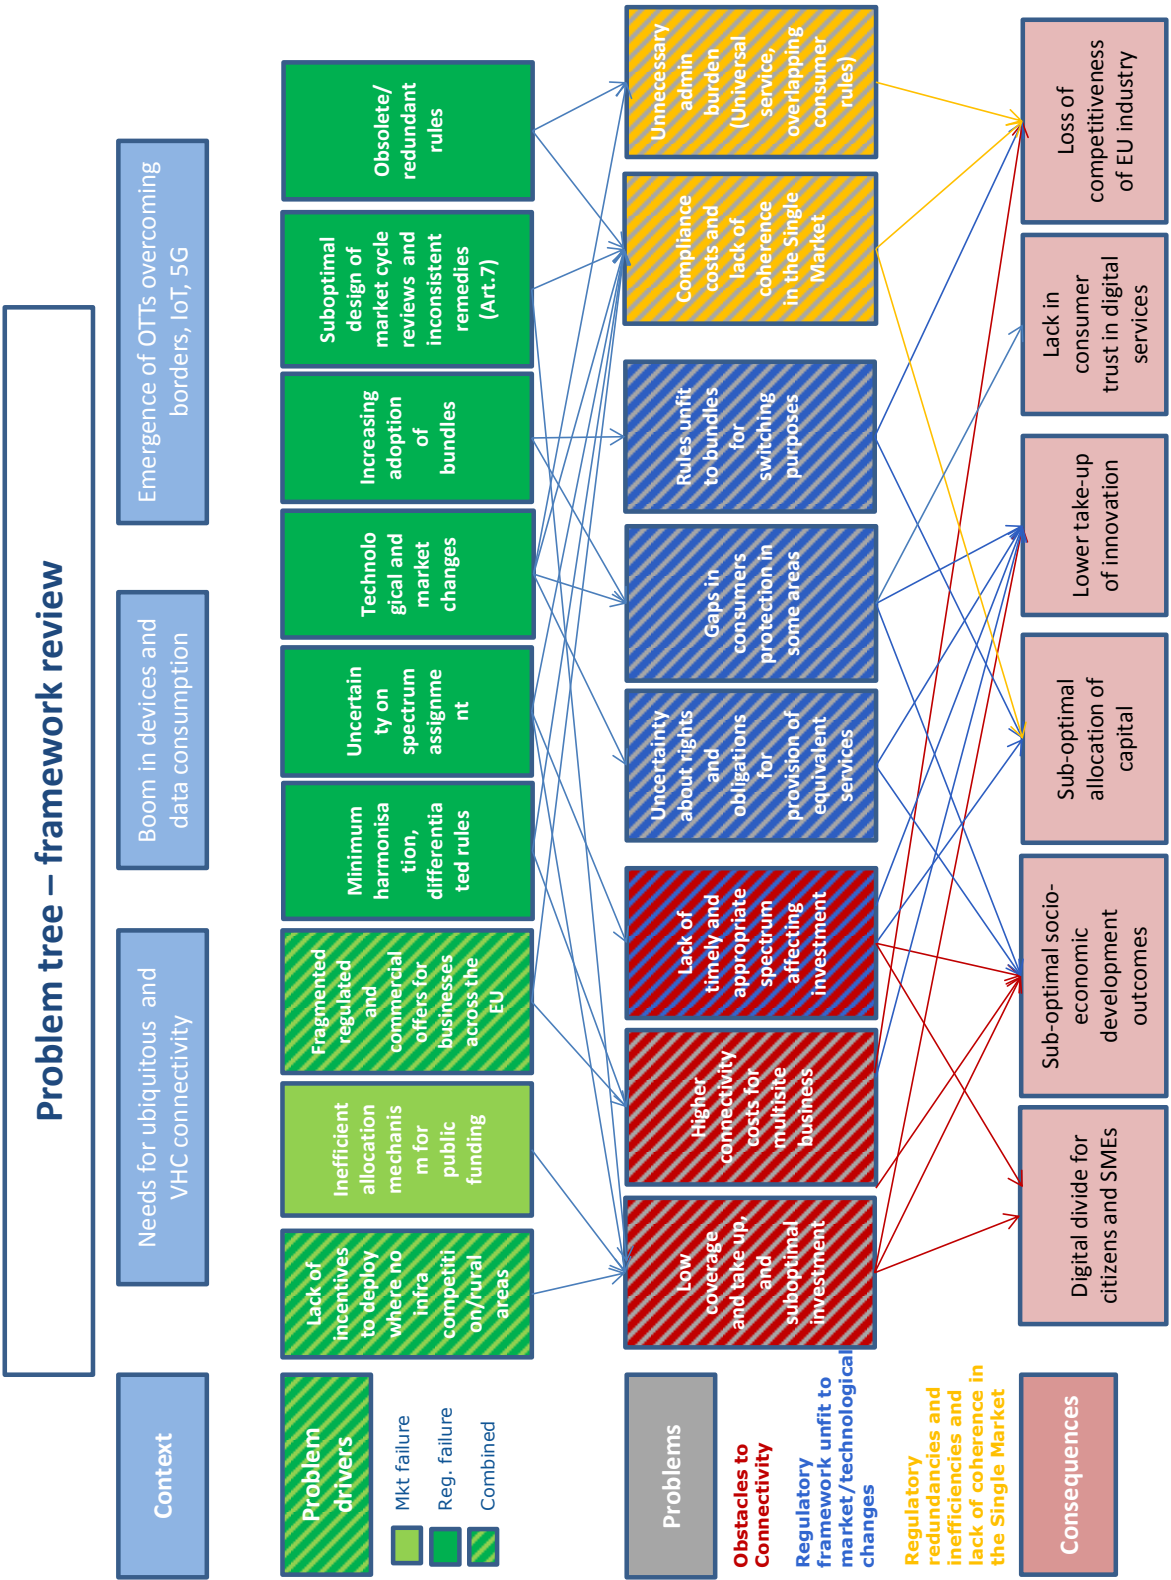 Problem tree – framework review
Context
Needs for ubiquitous and
VHC connectivity
Boom in devices and
data consumption
Emergence of OTTs overcoming
borders, IoT, 5G
Problem
drivers
Mkt failure
Reg. failure
Combined
Lack of
incentives
to deploy
where no
infra
competiti
on/rural
areas
Inefficient
allocation
mechanis
m for
public
funding
Fragmented
regulated
and
commercial
offers for
businesses
across the
EU
Minimum
harmonisa
tion,
differentia
ted rules
Uncertain
ty on
spectrum
assignme
nt
Technolo
gical and
market
changes
Increasing
adoption
of
bundles
Suboptimal
design of
market cycle
reviews and
inconsistent
remedies
(Art.7)
Obsolete/
redundant
rules
Problems
Obstacles to
Connectivity
Regulatory
framework unfit to
market/technological
changes
Regulatory
redundancies and
inefficiencies and
lack of coherence in
the Single Market
Low
coverage
and take up,
and
suboptimal
investment
Higher
connectivity
costs for
multisite
business
Lack of
timely and
appropriate
spectrum
affecting
investment
Uncertainty
about rights
and
obligations
for
provision of
equivalent
services
Gaps in
consumers
protection in
some areas
Rules unfit
to bundles
for
switching
purposes
Compliance
costs and
lack of
coherence
in the Single
Market
Unnecessary
admin
burden
(Universal
service,
overlapping
consumer
rules)
Consequences
Digital divide for
citizens and SMEs
Sub-optimal socio-
economic
development
outcomes
Sub-optimal
allocation of
capital
Lower take-up
of innovation
Lack in
consumer
trust in digital
services
Loss of
competitiveness
of EU industry